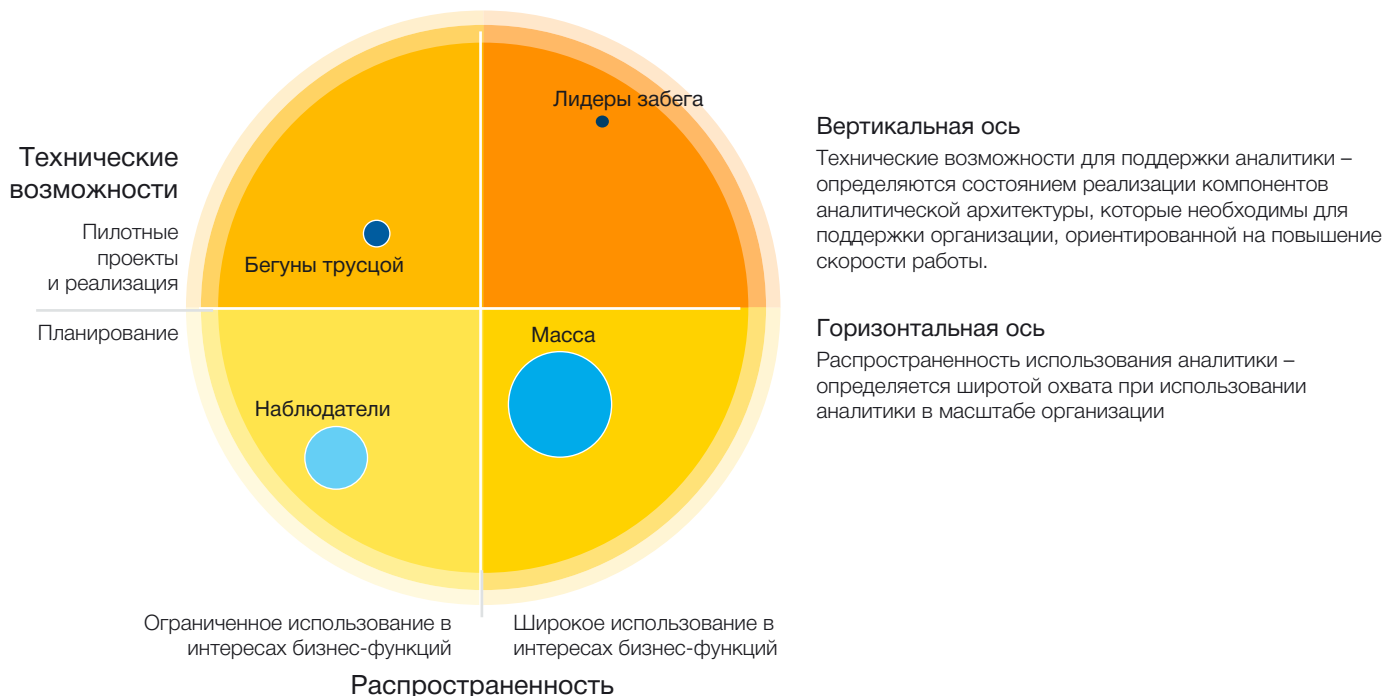 Лидеры забега
Технические
возможности
Пилотные
проекты
и реализация
Бегуны трусцой
Планирование
Масса
Наблюдатели
Ограниченное использование в
интересах бизнес-функций
Широкое использование в
интересах бизнес-функций
Распространенность
Вертикальная ось
Технические возможности для поддержки аналитики –
определяются состоянием реализации компонентов
аналитической архитектуры, которые необходимы для
поддержки организации, ориентированной на повышение
скорости работы.
Горизонтальная ось
Распространенность использования аналитики –
определяется широтой охвата при использовании
аналитики в масштабе организации